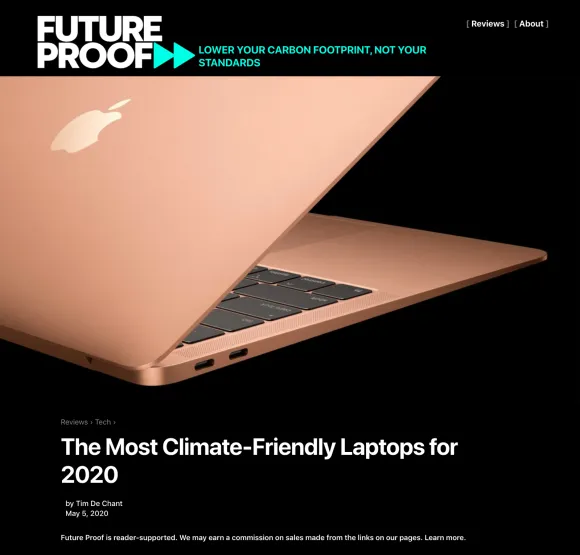 FUTURE
PROOF
LOWER YOUR CARBON FOOTPRINT, NOT YOUR
STANDARDS
[ Reviews ] [ About ]
Reviews › Tech ›
The Most Climate-Friendly Laptops for
2020
by Tim De Chant
May 5, 2020
Future Proof is reader-supported. We may earn a commission on sales made from the links on our pages. Learn more.